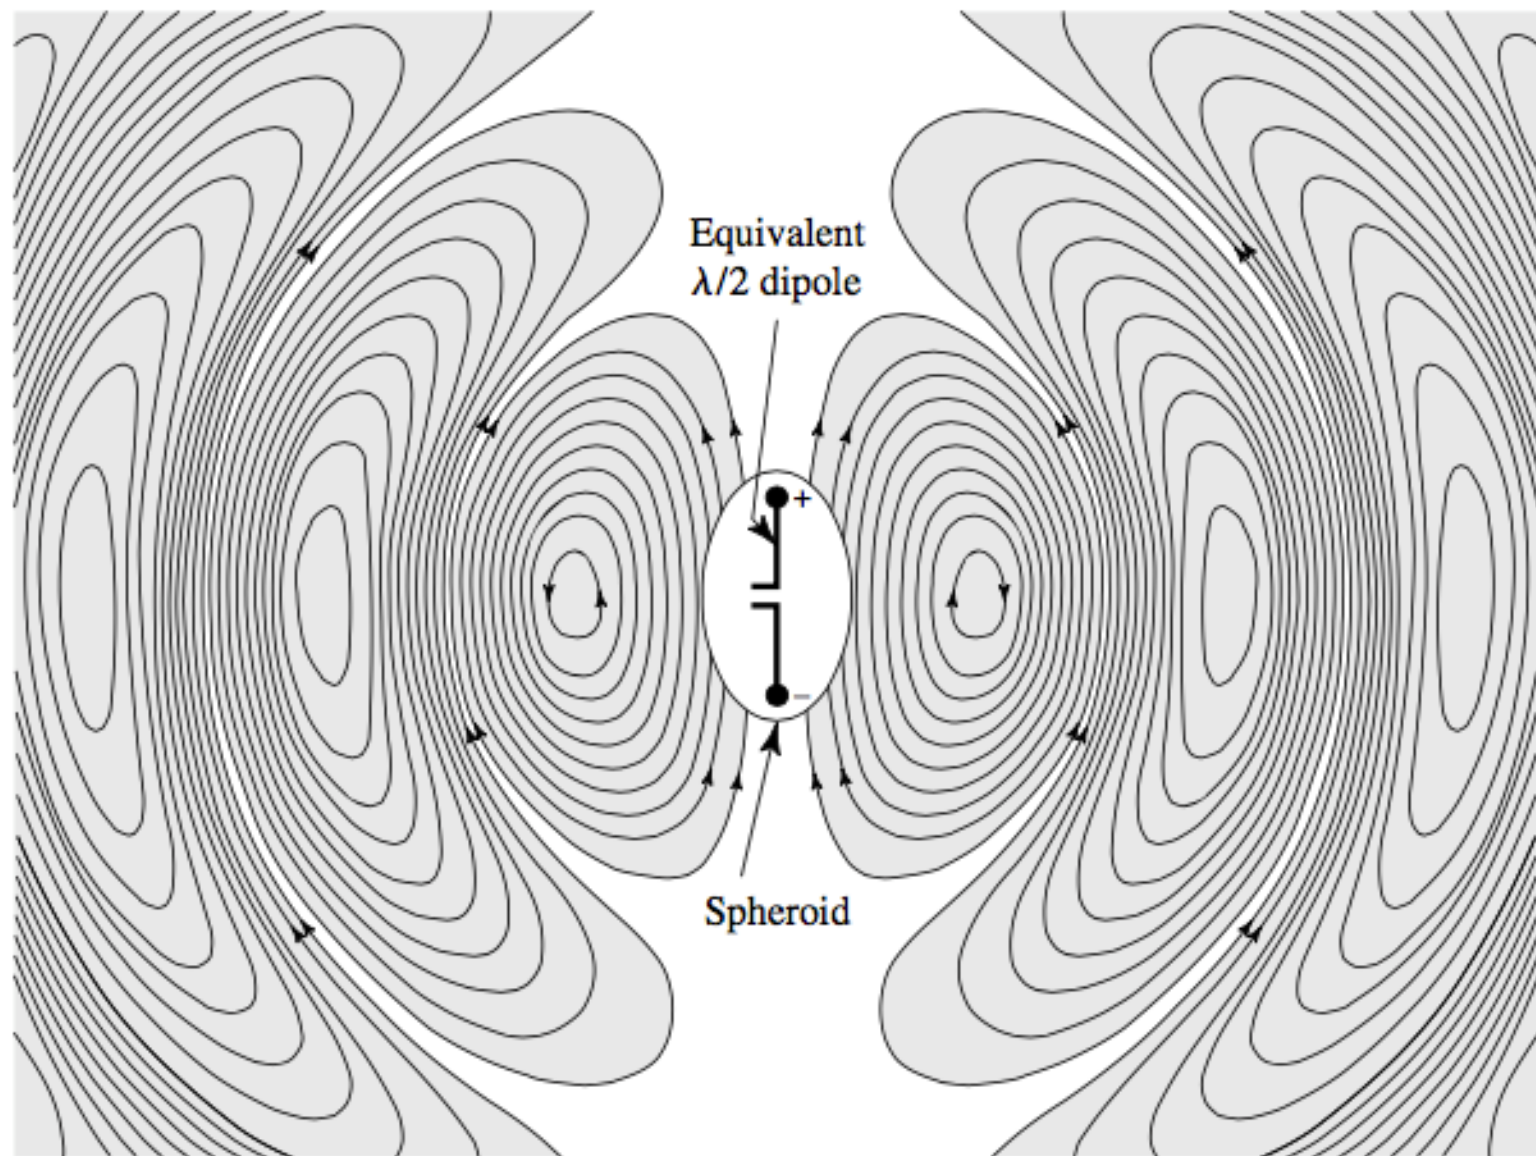 Equivalent
λ/2 dipole
+
−
Spheroid